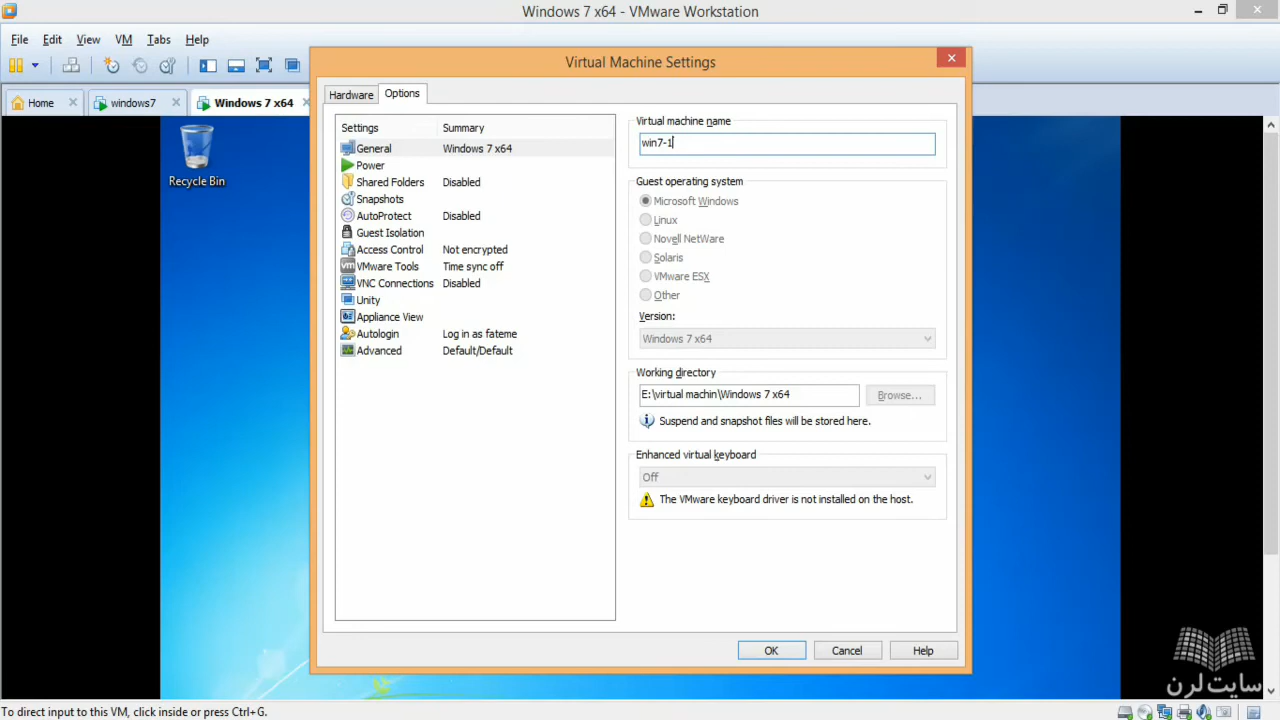 Windows 7 x64 - VMware Workstation
File Edit View VM Tabs Help
Home windows7 Windows 7 x64
Recycle Bin
Virtual Machine Settings
Hardware Options
Settings Summary
General Windows 7 x64
Power
Shared Folders Disabled
Snapshots
AutoProtect Disabled
Guest Isolation
Access Control Not encrypted
VMware Tools Time sync off
VNC Connections Disabled
Unity
Appliance View
Autologin Log in as fateme
Advanced Default/Default
Virtual machine name
win7-1
Guest operating system
Microsoft Windows
Linux
Novell NetWare
Solaris
VMware ESX
Other
Version:
Windows 7 x64
Working directory
E:\virtual machin\Windows 7 x64 Browse...
Suspend and snapshot files will be stored here.
Enhanced virtual keyboard
Off
The VMware keyboard driver is not installed on the host.
OK Cancel Help
سایت لرن
To direct input to this VM, click inside or press Ctrl+G.